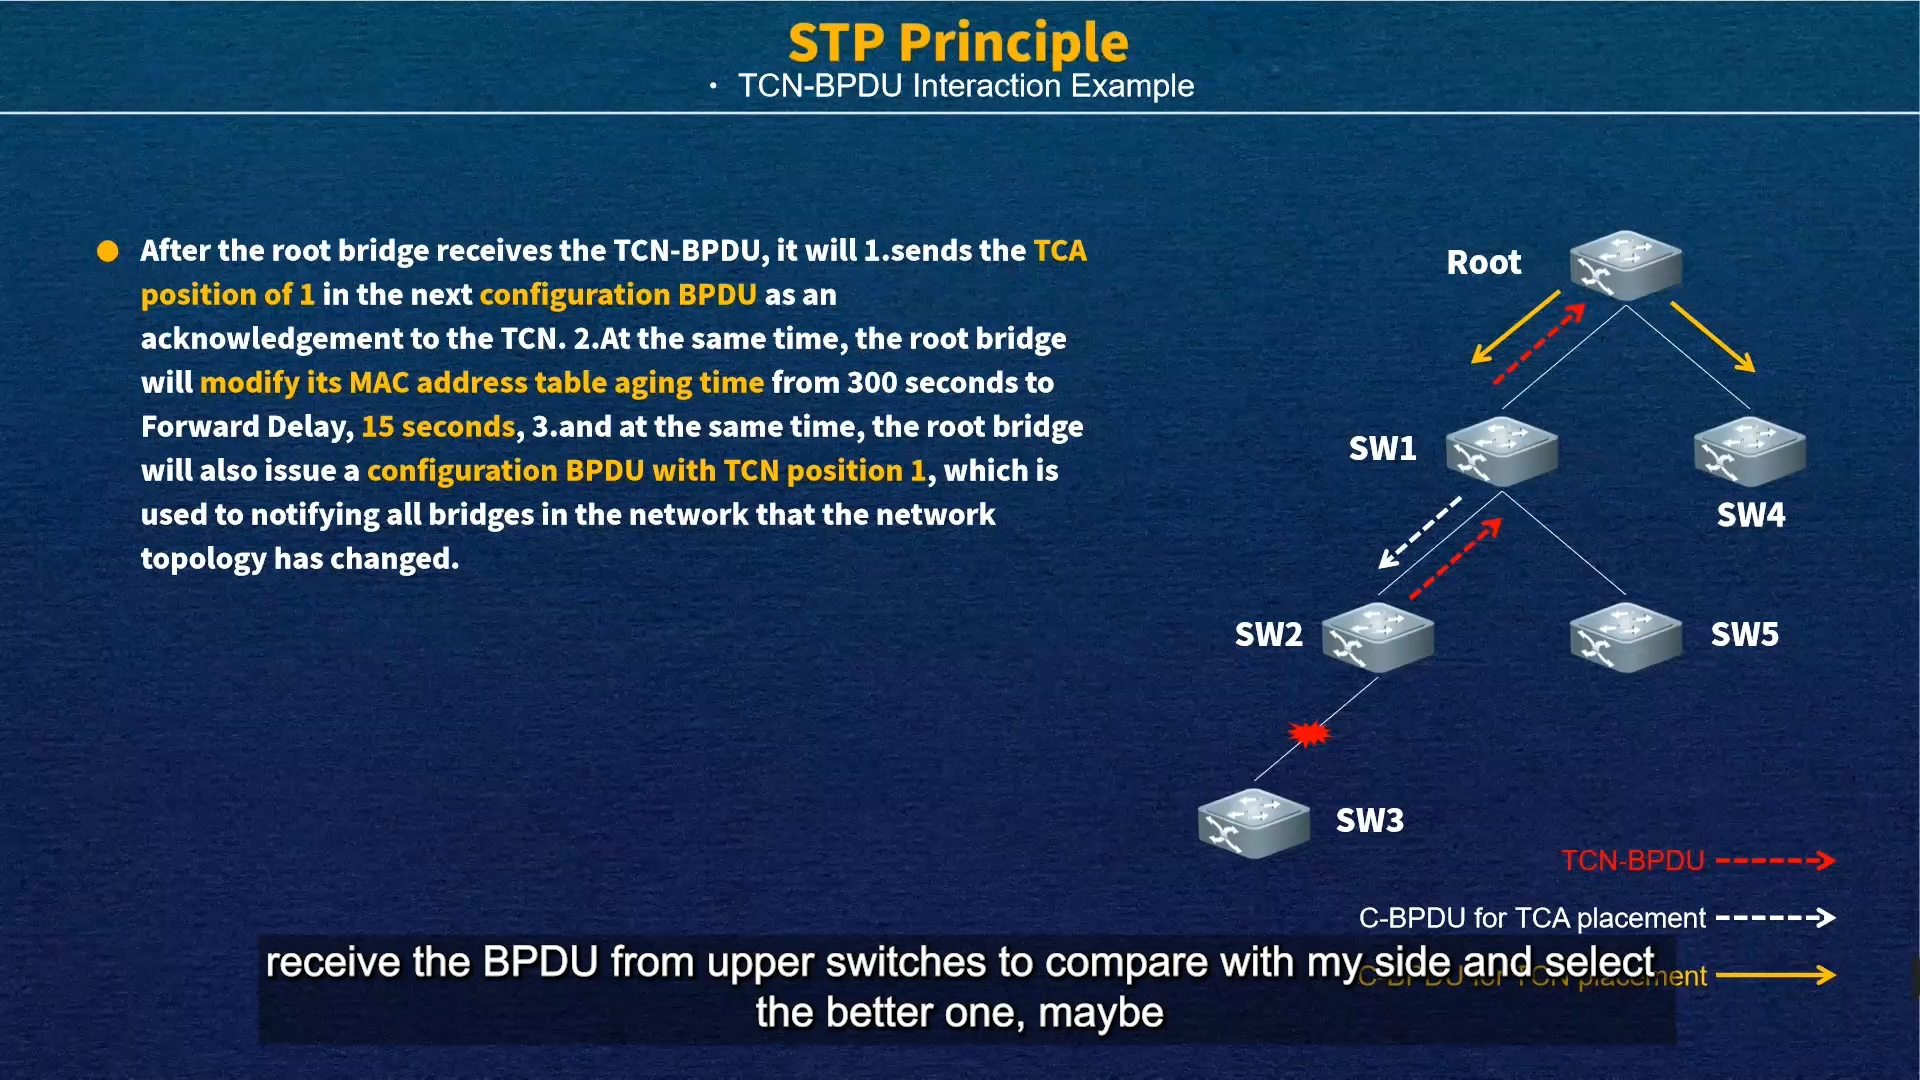 STP Principle
• TCN-BPDU Interaction Example
After the root bridge receives the TCN-BPDU, it will 1.sends the TCA
position of 1 in the next configuration BPDU as an
acknowledgement to the TCN. 2.At the same time, the root bridge
will modify its MAC address table aging time from 300 seconds to
Forward Delay, 15 seconds, 3.and at the same time, the root bridge
will also issue a configuration BPDU with TCN position 1, which is
used to notifying all bridges in the network that the network
topology has changed.
Root
SW1
SW4
SW2
SW5
SW3
TCN-BPDU
C-BPDU for TCA placement
C-BPDU for TCN placement
receive the BPDU from upper switches to compare with my side and select
the better one, maybe